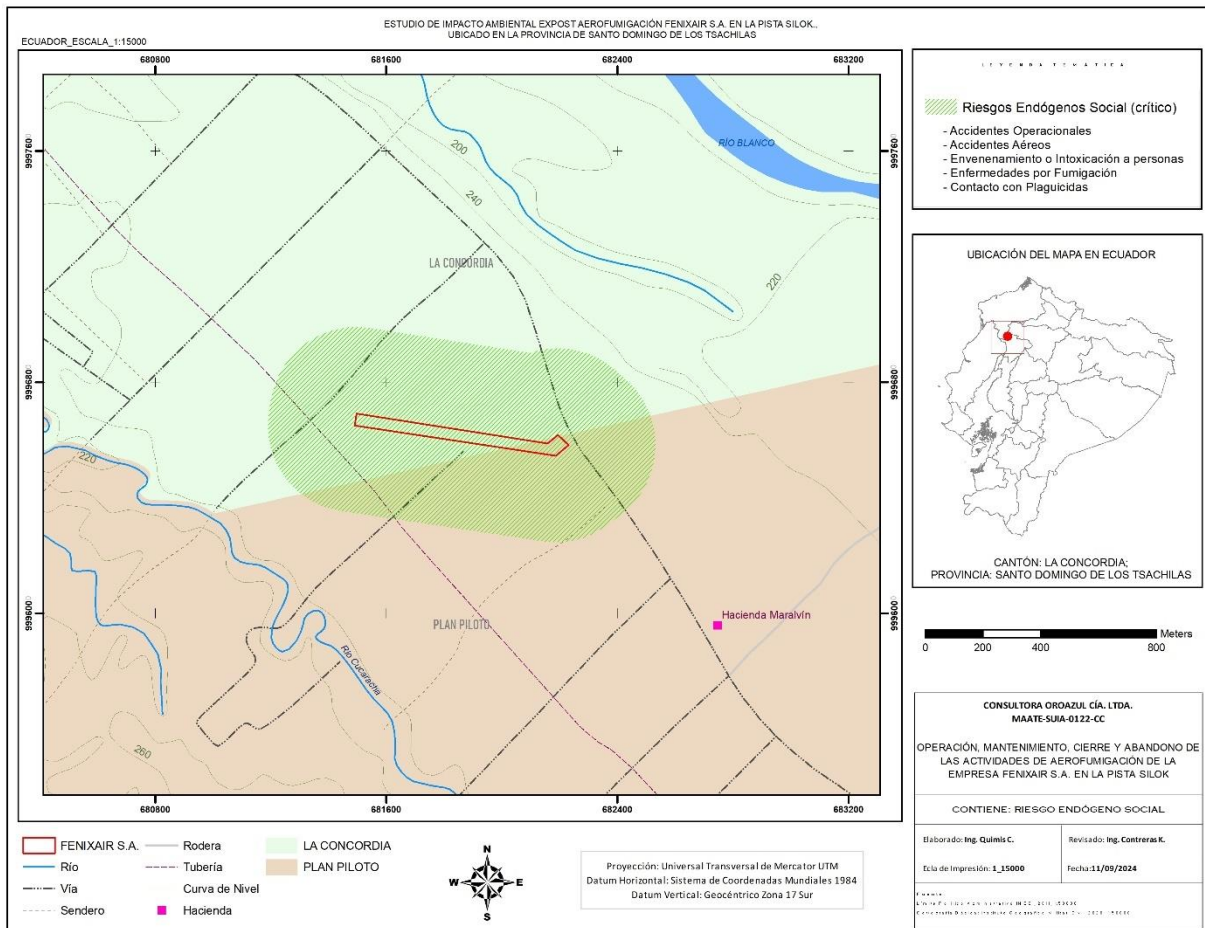 ESTUDIO DE IMPACTO AMBIENTAL EXPOST AEROFUMIGACIÓN FENIXAIR S.A. EN LA PISTA SILOK.,
UBICADO EN LA PROVINCIA DE SANTO DOMINGO DE LOS TSACHILAS
ECUADOR_ESCALA_1:15000
680800
681600
682400
683200
999760
999680
999600
999760
999680
999600
200
240
220
220
260
RÍO BLANCO
LA CONCORDIA
PLAN PILOTO
Río Cucaracha
Hacienda Maralvín
680800
681600
682400
683200
LEYENDA TEMATICA
Riesgos Endógenos Social (crítico)
- Accidentes Operacionales
- Accidentes Aéreos
- Envenenamiento o Intoxicación a personas
- Enfermedades por Fumigación
- Contacto con Plaguicidas
UBICACIÓN DEL MAPA EN ECUADOR
CANTÓN: LA CONCORDIA;
PROVINCIA: SANTO DOMINGO DE LOS TSACHILAS
Meters
0 200 400 800
CONSULTORA OROAZUL CÍA. LTDA.
MAATE-SUIA-0122-CC
OPERACIÓN, MANTENIMIENTO, CIERRE Y ABANDONO DE
LAS ACTIVIDADES DE AEROFUMIGACIÓN DE LA
EMPRESA FENIXAIR S.A. EN LA PISTA SILOK
CONTIENE: RIESGO ENDÓGENO SOCIAL
Elaborado: Ing. Quimis C.
Revisado: Ing. Contreras K.
Ecla de Impresión: 1_15000
Fecha:11/09/2024
FENIXAIR S.A.
Río
Vía
Sendero
Rodera
Tubería
Curva de Nivel
Hacienda
LA CONCORDIA
PLAN PILOTO
N
W
E
S
Proyección: Universal Transversal de Mercator UTM
Datum Horizontal: Sistema de Coordenadas Mundiales 1984
Datum Vertical: Geocéntrico Zona 17 Sur